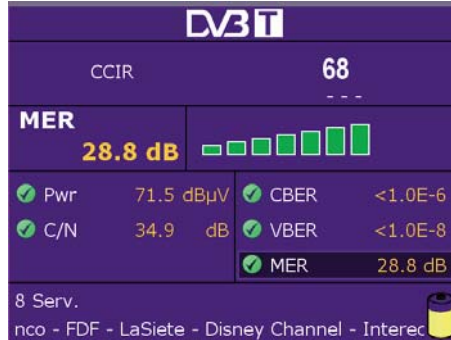 DVB T
CCIR 68
- - -
MER
28.8 dB
Pwr 71.5 dBµV
CBER <1.0E-6
C/N 34.9 dB
VBER <1.0E-8
MER 28.8 dB
8 Serv.
nco - FDF - LaSiete - Disney Channel - Interec